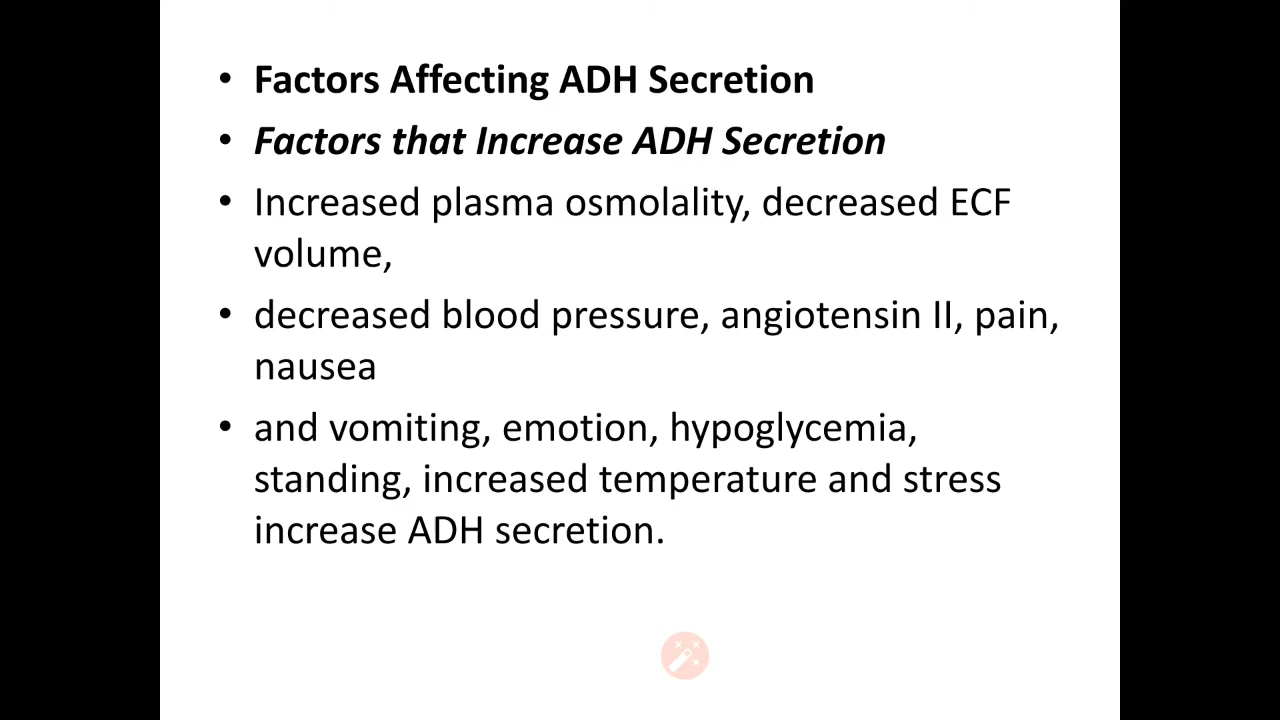 • Factors Affecting ADH Secretion
• Factors that Increase ADH Secretion
• Increased plasma osmolality, decreased ECF
volume,
• decreased blood pressure, angiotensin II, pain,
nausea
• and vomiting, emotion, hypoglycemia,
standing, increased temperature and stress
increase ADH secretion.